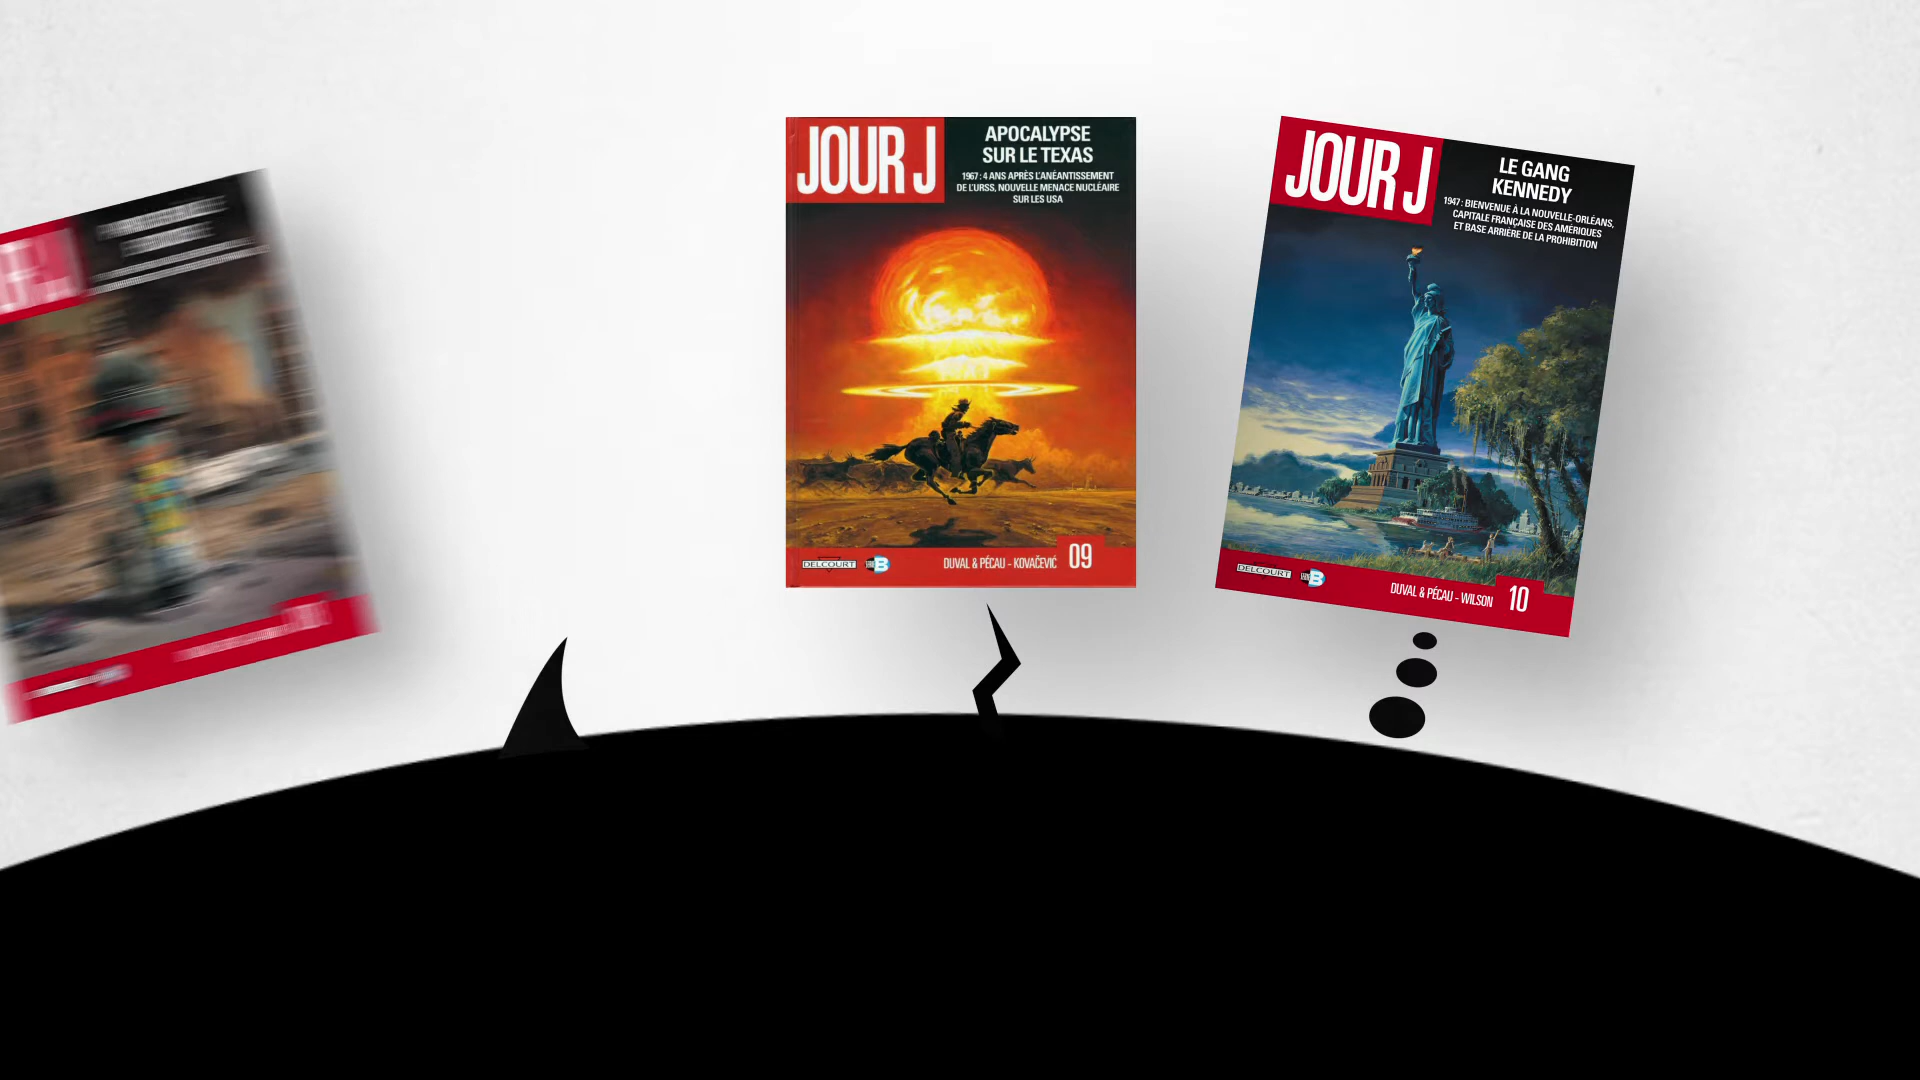 JOUR J
APOCALYPSE
SUR LE TEXAS
1967 : 4 ANS APRÈS L'ANÉANTISSEMENT
DE L'URSS, NOUVELLE MENACE NUCLÉAIRE
SUR LES USA
DELCOURT
B
DUVAL & PÉCAU - KOVAČEVIĆ
09
JOUR J
LE GANG
KENNEDY
1947 : BIENVENUE À LA NOUVELLE-ORLÉANS,
CAPITALE FRANÇAISE DES AMÉRIQUES
ET BASE ARRIÈRE DE LA PROHIBITION
DELCOURT
B
DUVAL & PÉCAU - WILSON
10